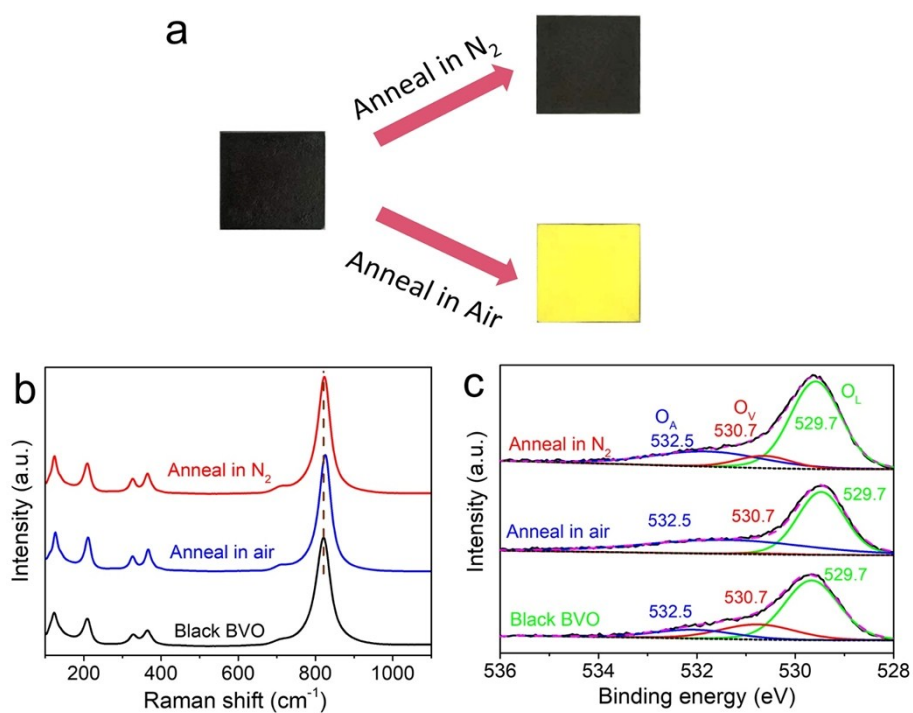 a
Anneal in N₂
Anneal in Air
b
Anneal in N₂
Anneal in air
Black BVO
Intensity (a.u.)
200 400 600 800 1000
Raman shift (cm⁻¹)
c
O_A O_V O_L
532.5 530.7 529.7
Anneal in N₂
532.5 530.7 529.7
Anneal in air
532.5 530.7 529.7
Black BVO
Intensity (a.u.)
536 534 532 530 528
Binding energy (eV)